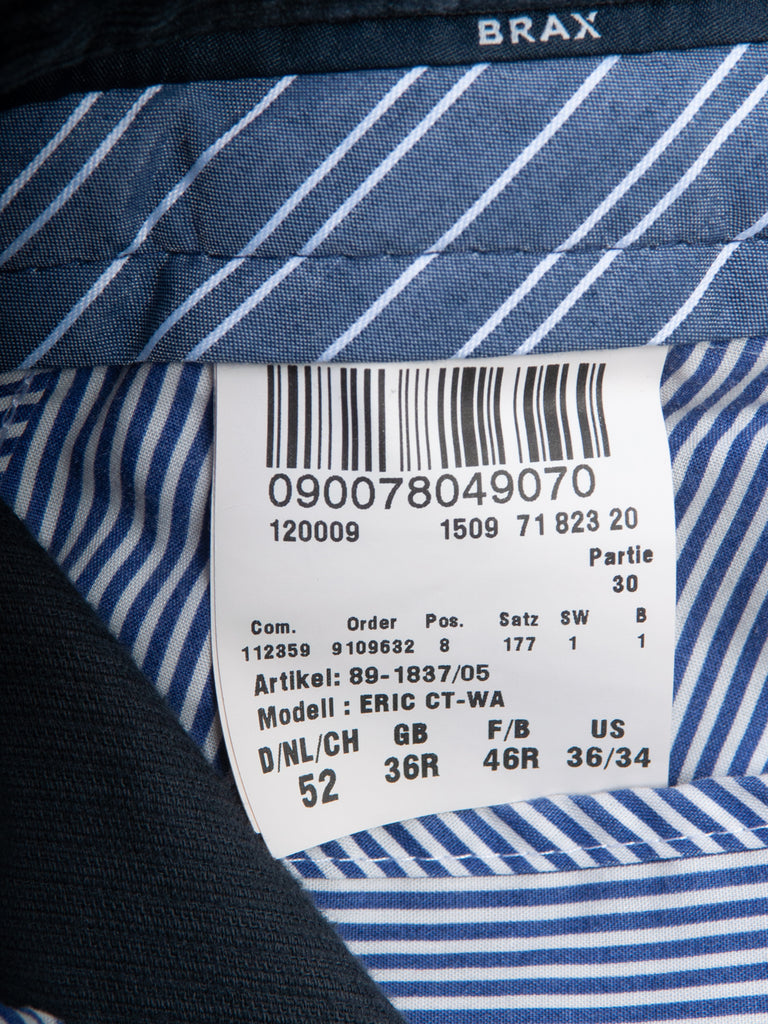 BRAX
090078049070
120009 1509 71 823 20
Partie
30
Com. Order Pos. Satz SW B
112359 9109632 8 177 1 1
Artikel: 89-1837/05
Modell : ERIC CT-WA
D/NL/CH GB F/B US
52 36R 46R 36/34